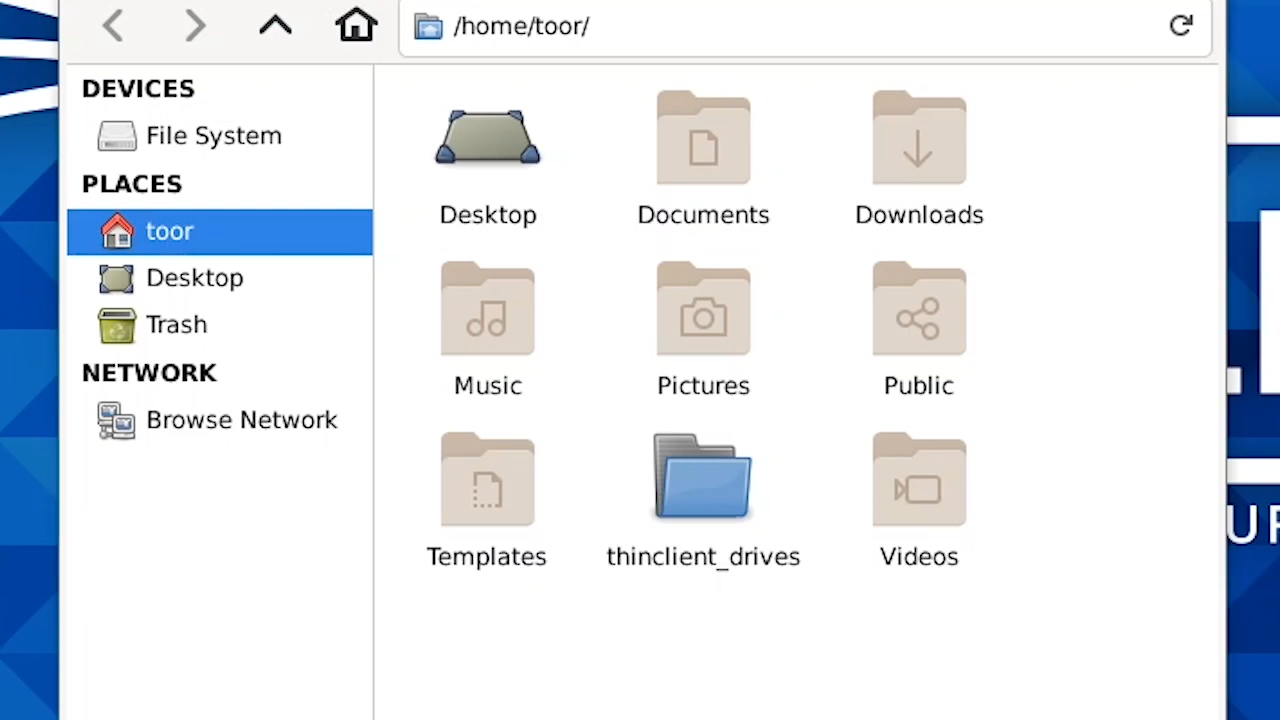 /home/toor/
DEVICES
File System
PLACES
toor
Desktop
Trash
NETWORK
Browse Network
Desktop
Documents
Downloads
Music
Pictures
Public
Templates
thinclient_drives
Videos